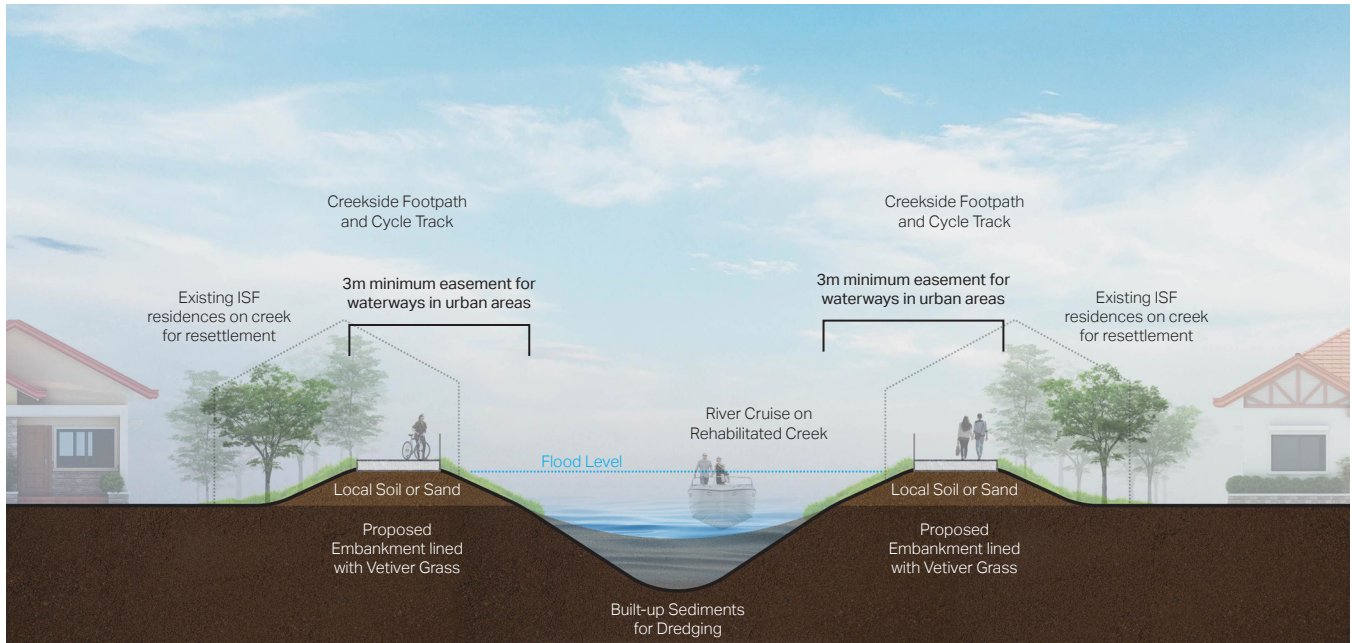 Creekside Footpath
and Cycle Track
Creekside Footpath
and Cycle Track
3m minimum easement for
waterways in urban areas
3m minimum easement for
waterways in urban areas
Existing ISF
residences on creek
for resettlement
Existing ISF
residences on creek
for resettlement
River Cruise on
Rehabilitated Creek
Flood Level
Local Soil or Sand
Local Soil or Sand
Proposed
Embankment lined
with Vetiver Grass
Proposed
Embankment lined
with Vetiver Grass
Built-up Sediments
for Dredging